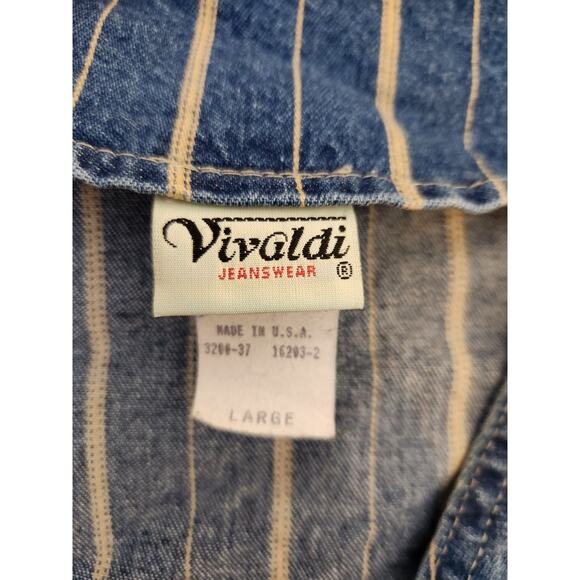 Vivaldi
JEANSWEAR ®
MADE IN U.S.A.
3200-37 16203-2
LARGE